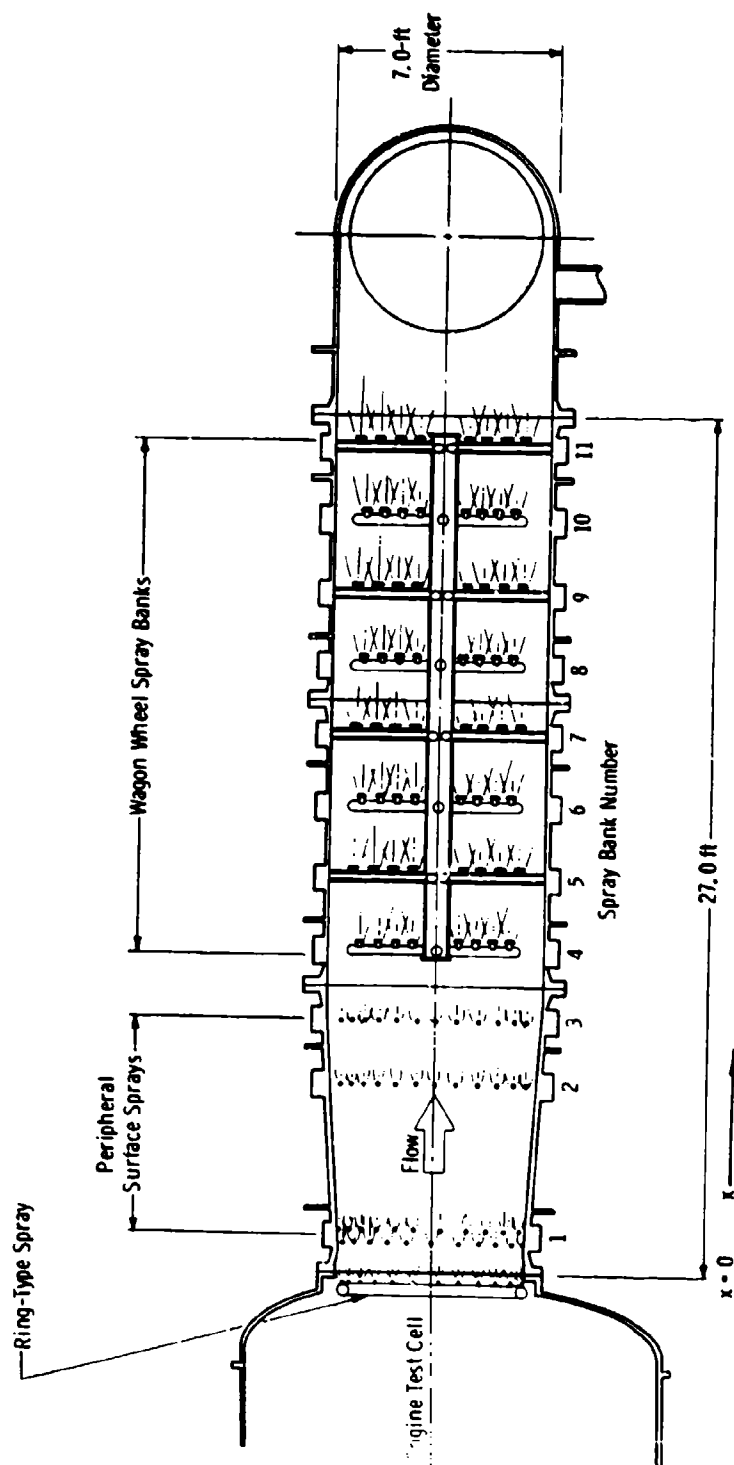 Ring-Type Spray
Peripheral
Surface Sprays
Wagon Wheel Spray Banks
7.0-ft
Diameter
Engine Test Cell
Flow
1
2
3
4
5
6
7
8
9
10
11
Spray Bank Number
27.0 ft
x = 0
x